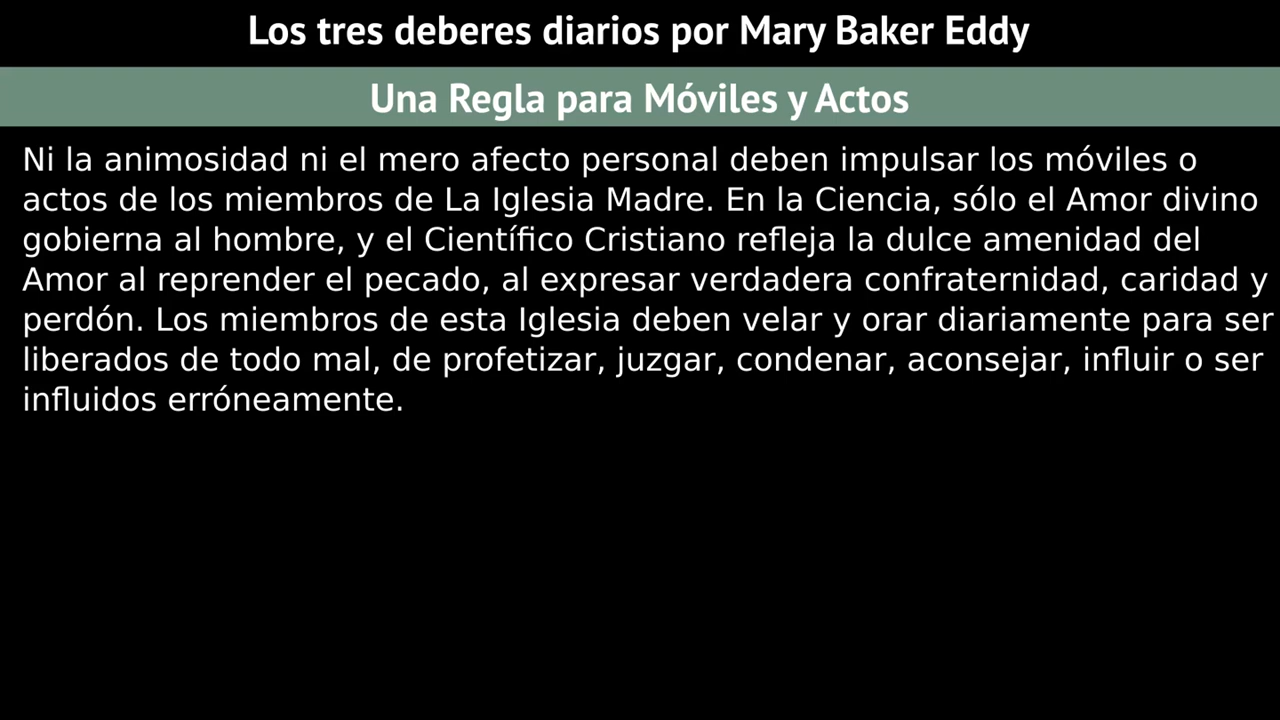 Los tres deberes diarios por Mary Baker Eddy
Una Regla para Móviles y Actos
Ni la animosidad ni el mero afecto personal deben impulsar los móviles o
actos de los miembros de La Iglesia Madre. En la Ciencia, sólo el Amor divino
gobierna al hombre, y el Científico Cristiano refleja la dulce amenidad del
Amor al reprender el pecado, al expresar verdadera confraternidad, caridad y
perdón. Los miembros de esta Iglesia deben velar y orar diariamente para ser
liberados de todo mal, de profetizar, juzgar, condenar, aconsejar, influir o ser
influidos erróneamente.